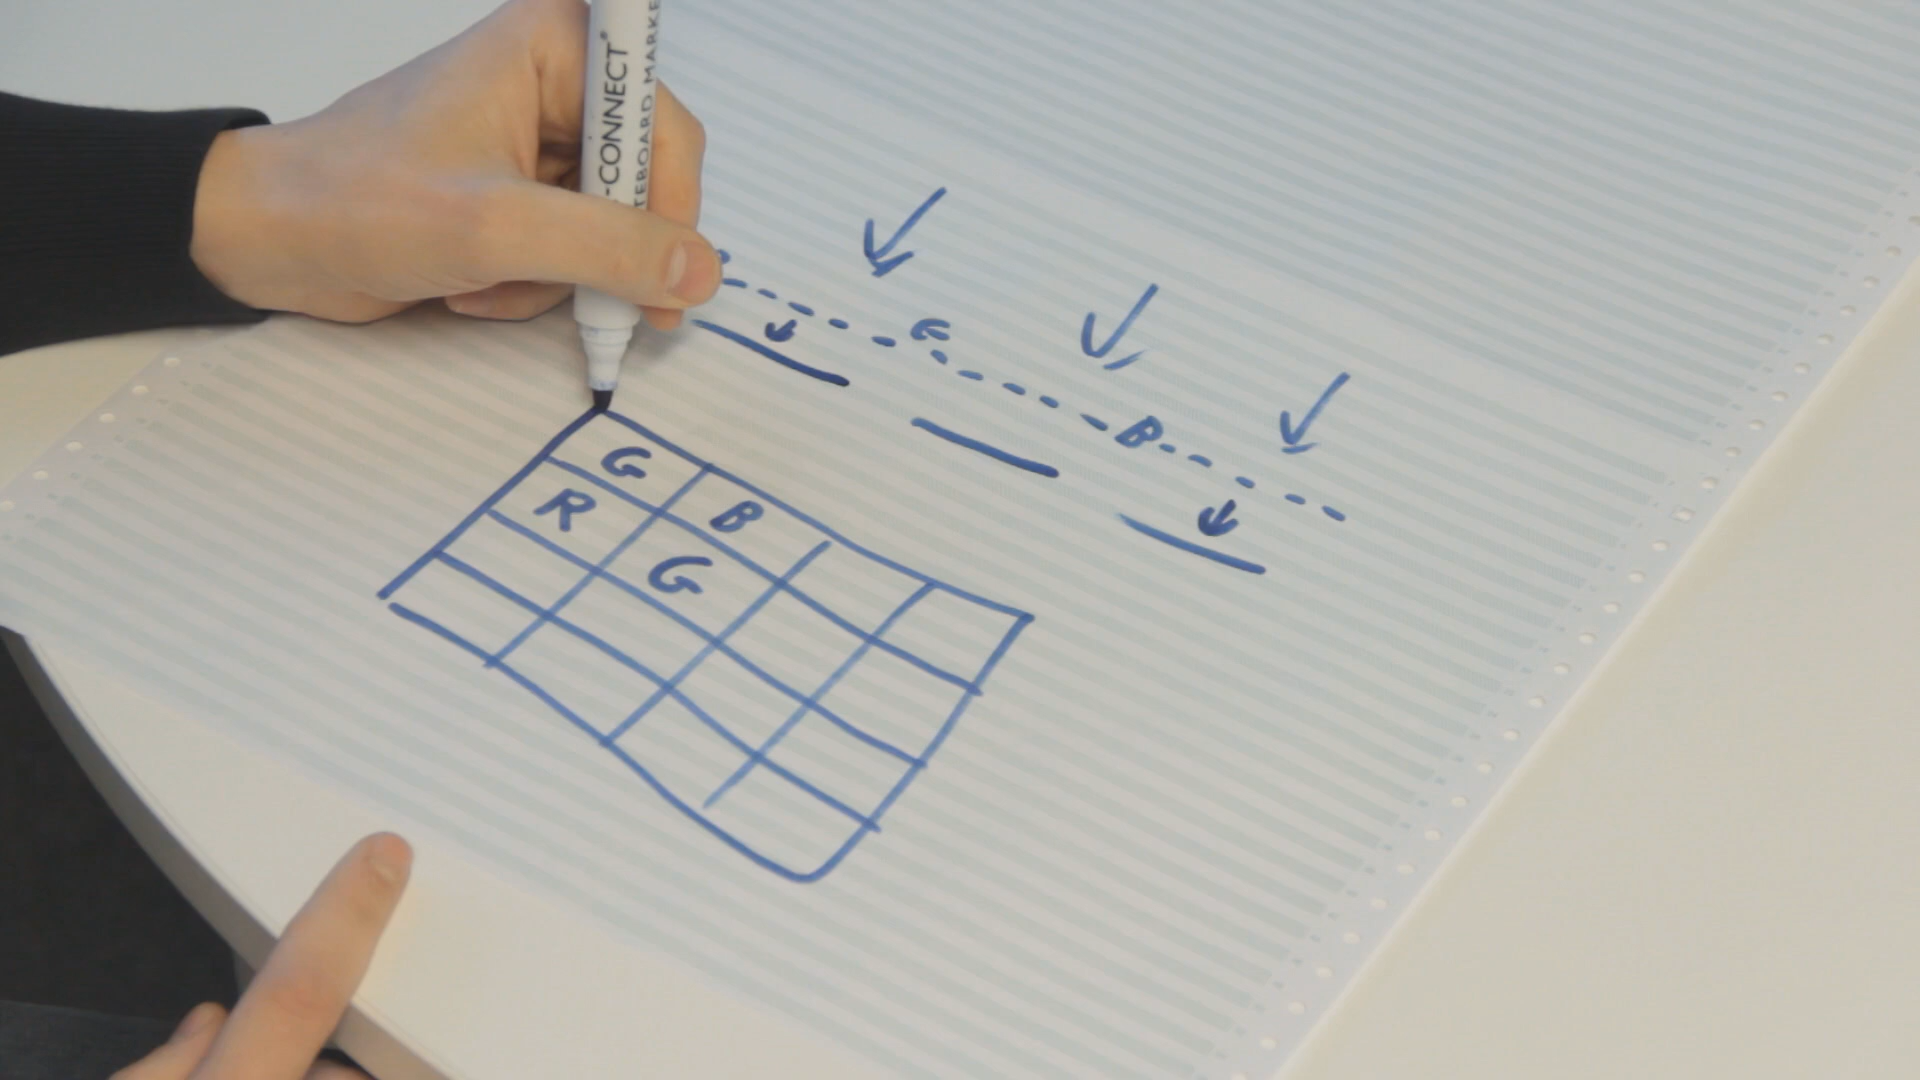 -CONNECT®
TEBOARD MARKE
G
B
G B
R G